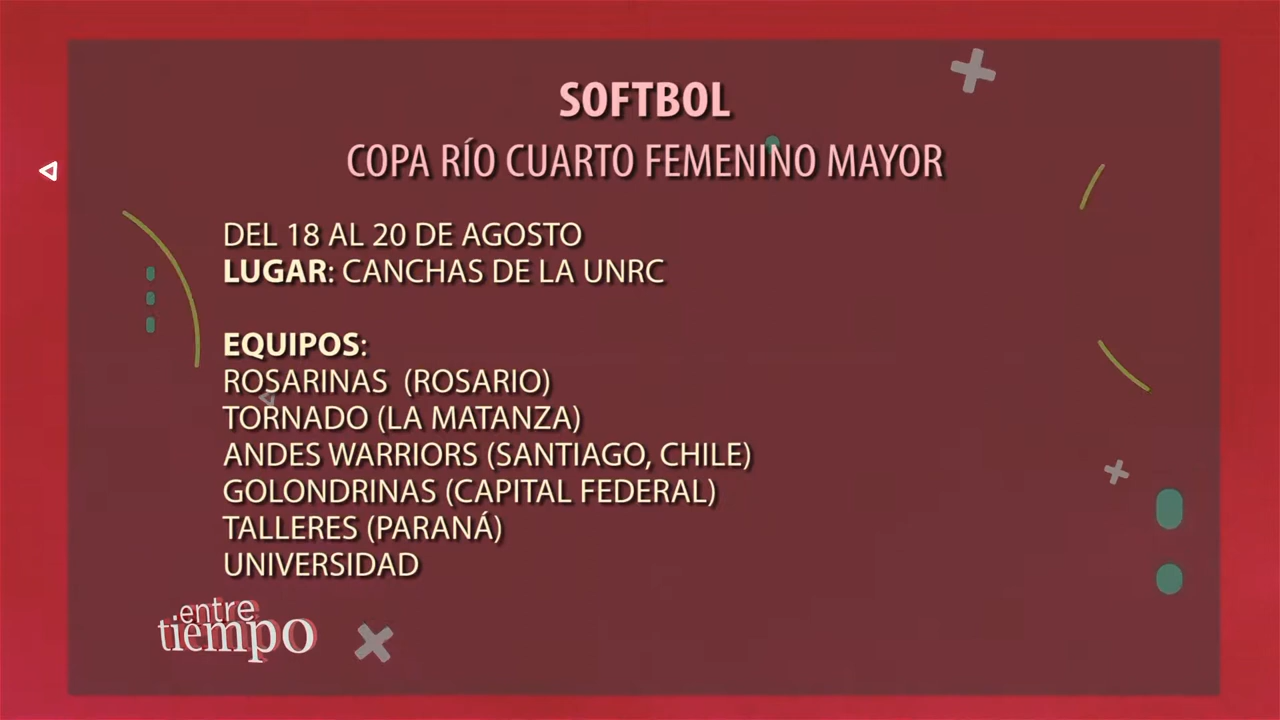 SOFTBOL
COPA RÍO CUARTO FEMENINO MAYOR
DEL 18 AL 20 DE AGOSTO
LUGAR: CANCHAS DE LA UNRC
EQUIPOS:
ROSARINAS (ROSARIO)
TORNADO (LA MATANZA)
ANDES WARRIORS (SANTIAGO, CHILE)
GOLONDRINAS (CAPITAL FEDERAL)
TALLERES (PARANÁ)
UNIVERSIDAD
entre
tiempo